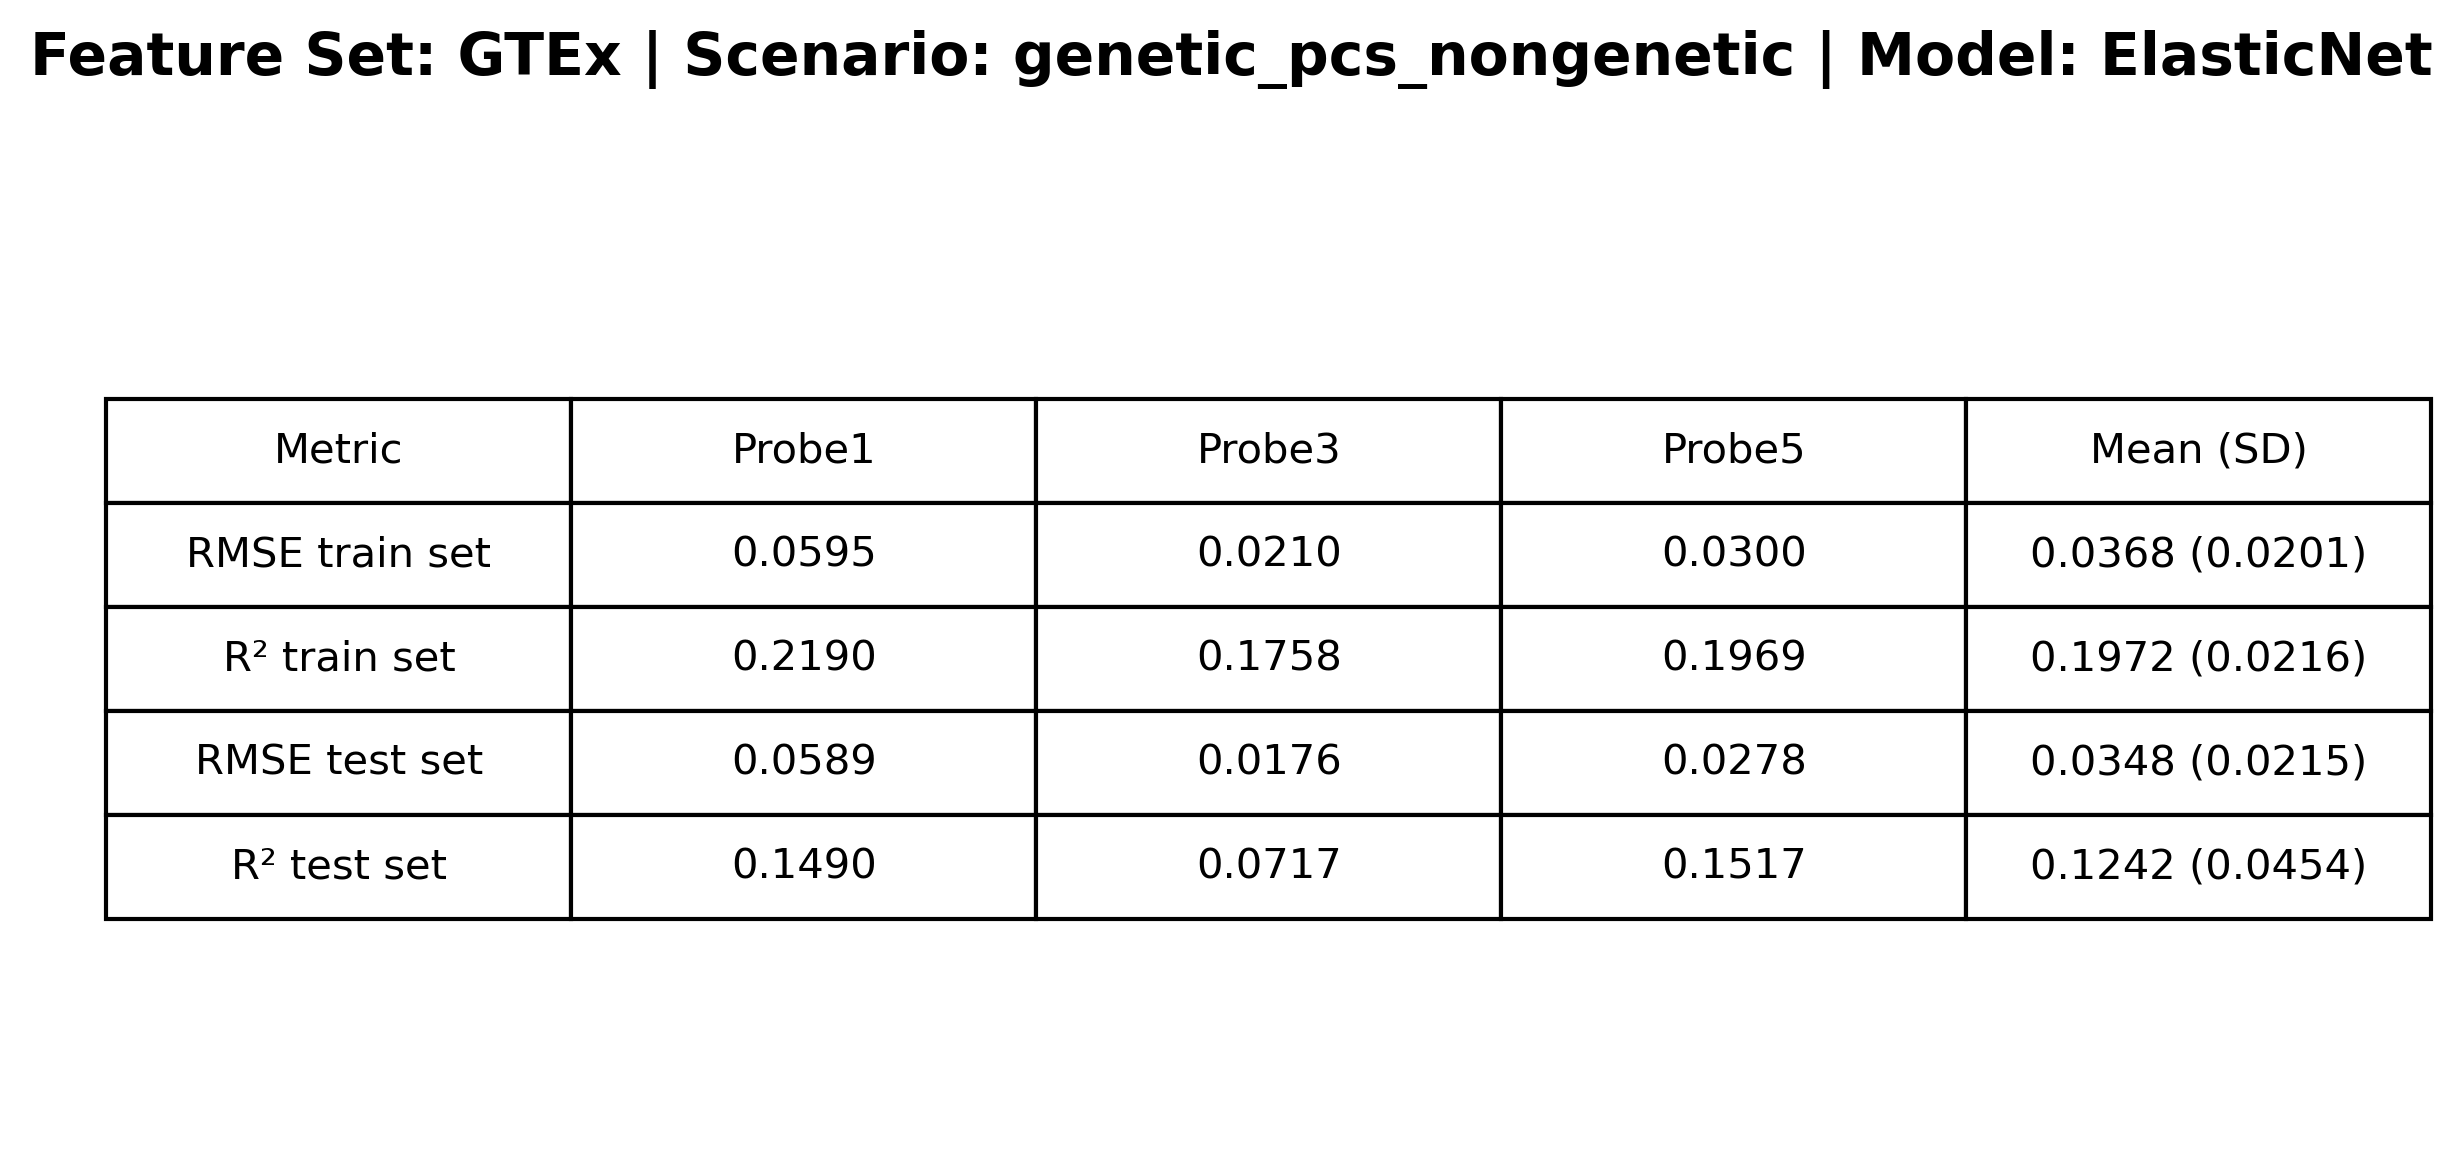 Feature Set: GTEx | Scenario: genetic_pcs_nongenetic | Model: ElasticNet
Metric Probe1 Probe3 Probe5 Mean (SD)
RMSE train set 0.0595 0.0210 0.0300 0.0368 (0.0201)
R² train set 0.2190 0.1758 0.1969 0.1972 (0.0216)
RMSE test set 0.0589 0.0176 0.0278 0.0348 (0.0215)
R² test set 0.1490 0.0717 0.1517 0.1242 (0.0454)